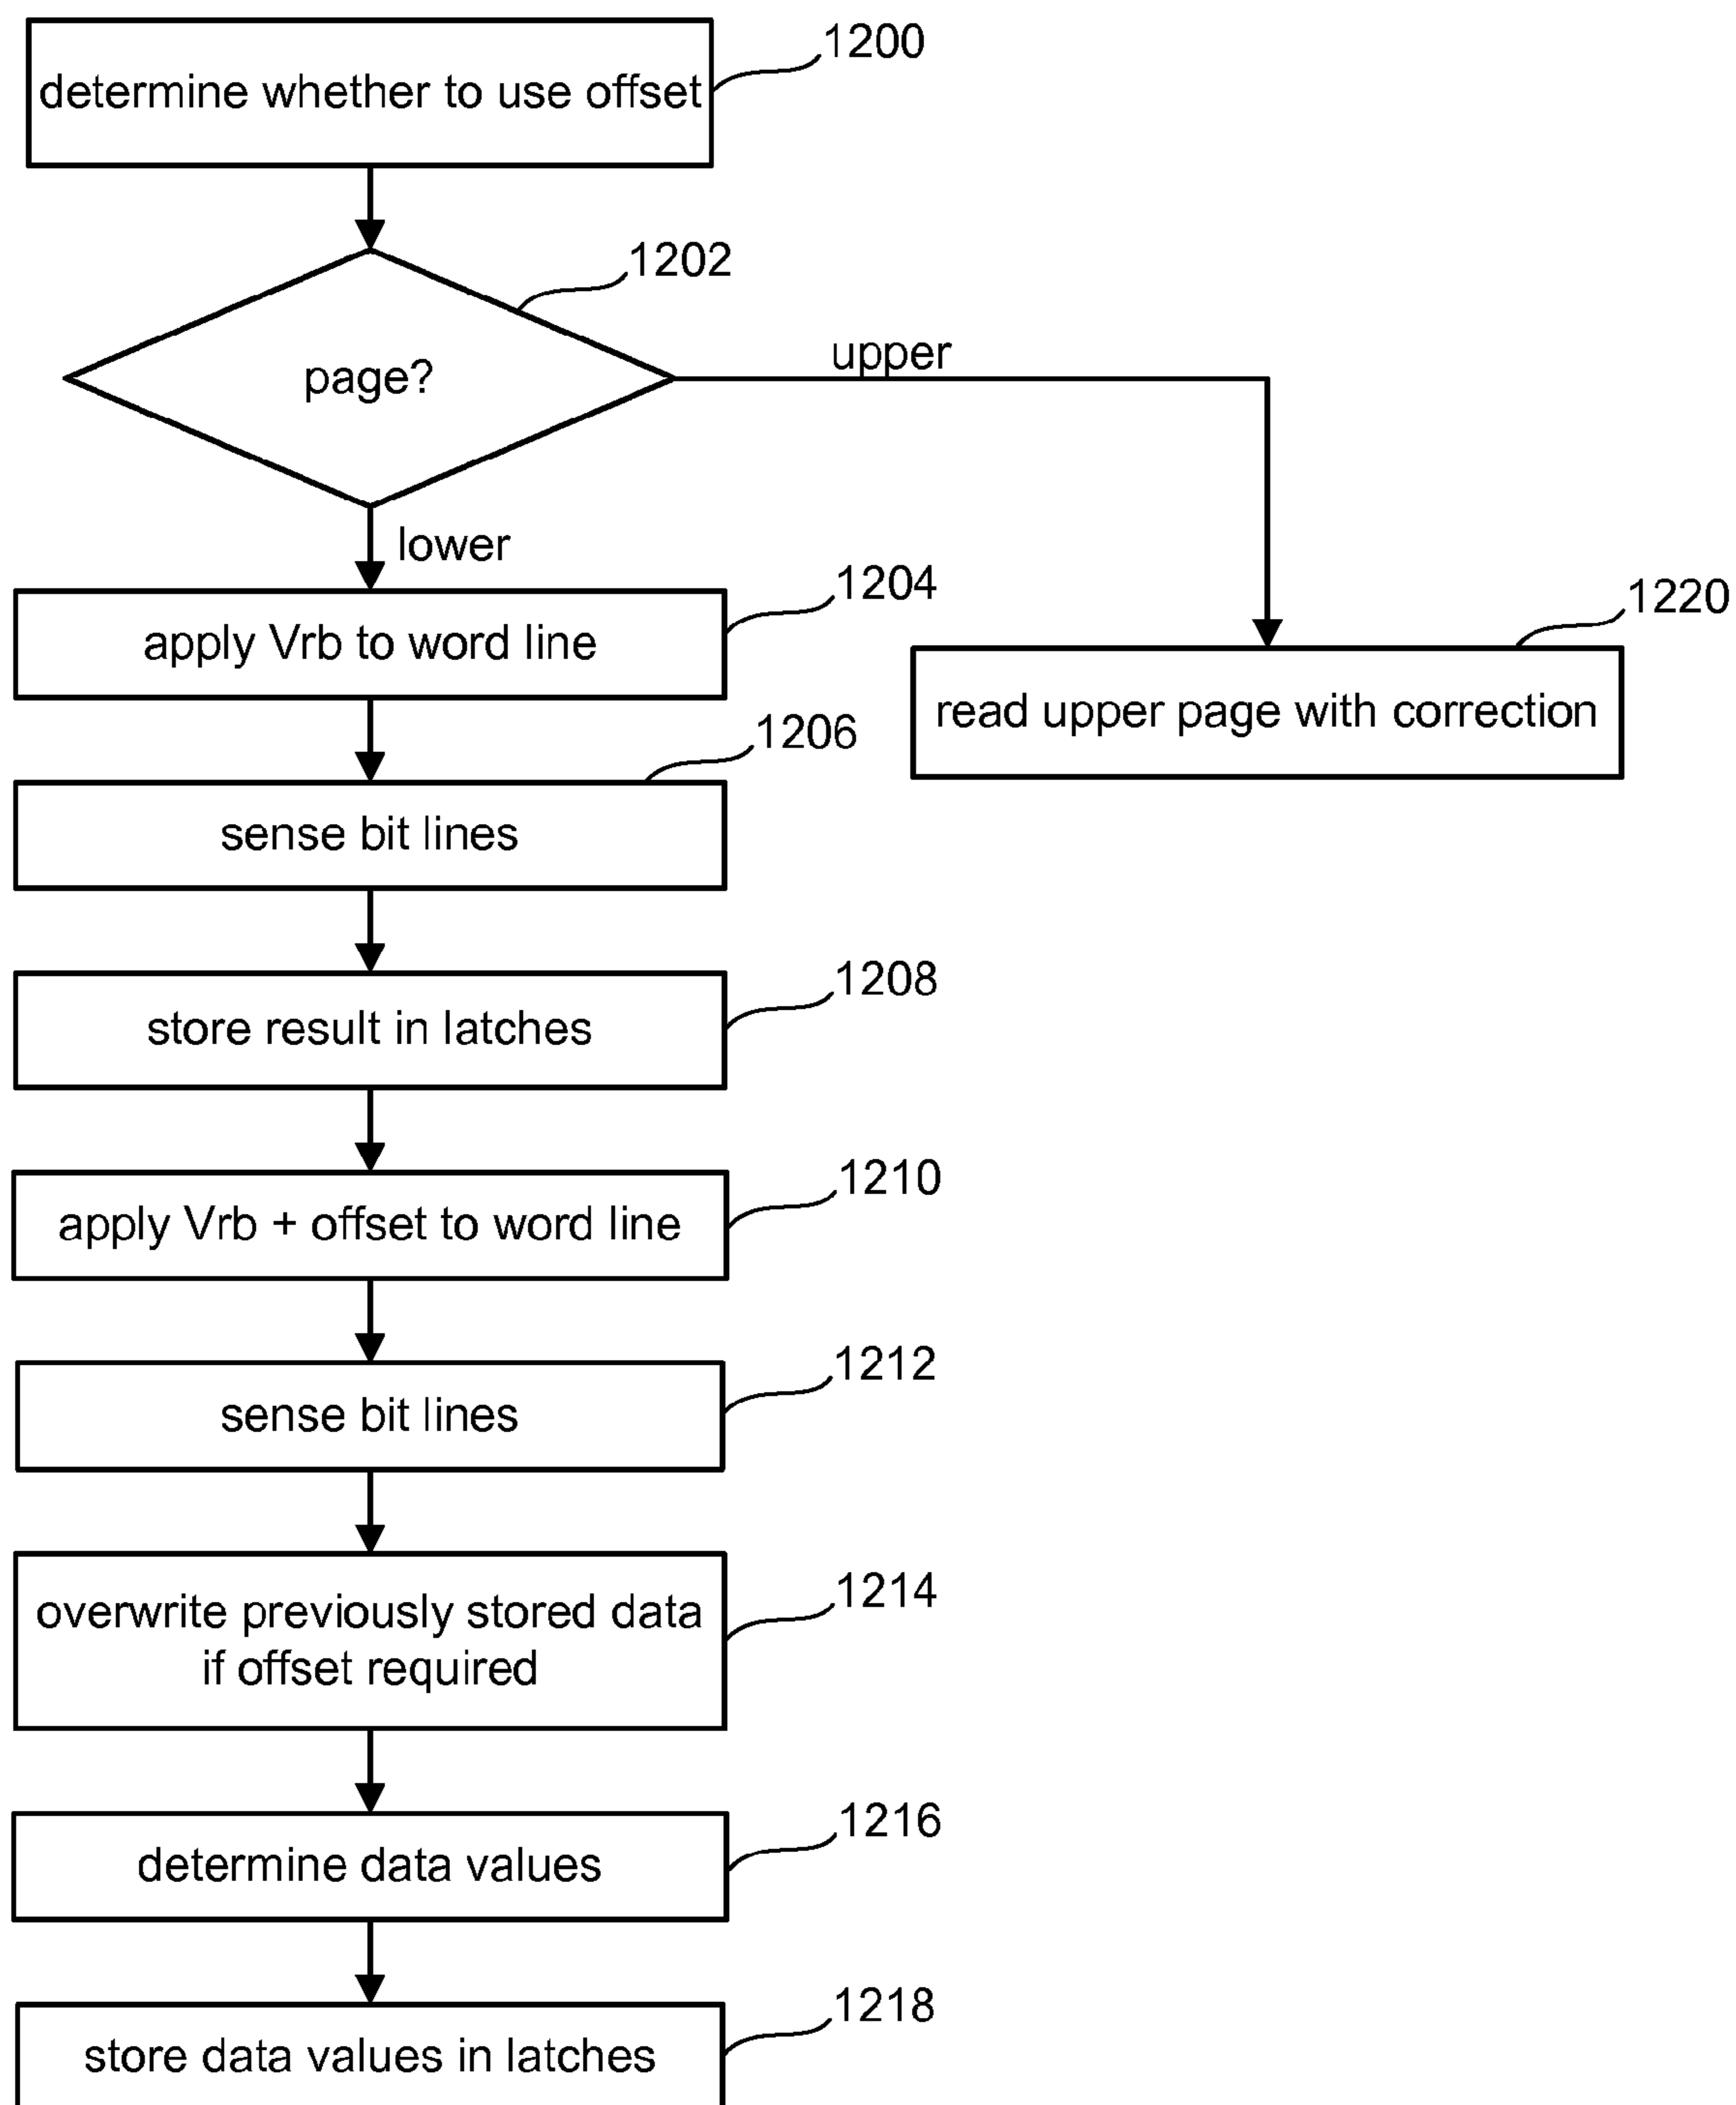 1200
determine whether to use offset
1202
page?
upper
lower
1204
apply Vrb to word line
1220
read upper page with correction
1206
sense bit lines
1208
store result in latches
1210
apply Vrb + offset to word line
1212
sense bit lines
1214
overwrite previously stored data
if offset required
1216
determine data values
1218
store data values in latches